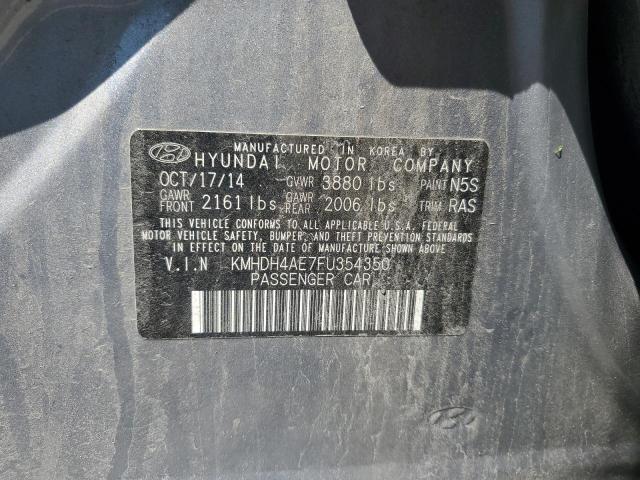 MANUFACTURED IN KOREA BY
HYUNDAI MOTOR COMPANY
OCT/17/14 GVWR 3880 lbs PAINT N5S
GAWR FRONT 2161 lbs GAWR REAR 2006 lbs TRIM RAS
THIS VEHICLE CONFORMS TO ALL APPLICABLE U.S.A. FEDERAL
MOTOR VEHICLE SAFETY, BUMPER, AND THEFT PREVENTION STANDARDS
IN EFFECT ON THE DATE OF MANUFACTURE SHOWN ABOVE
V.I.N KMHDH4AE7FU354350
PASSENGER CAR